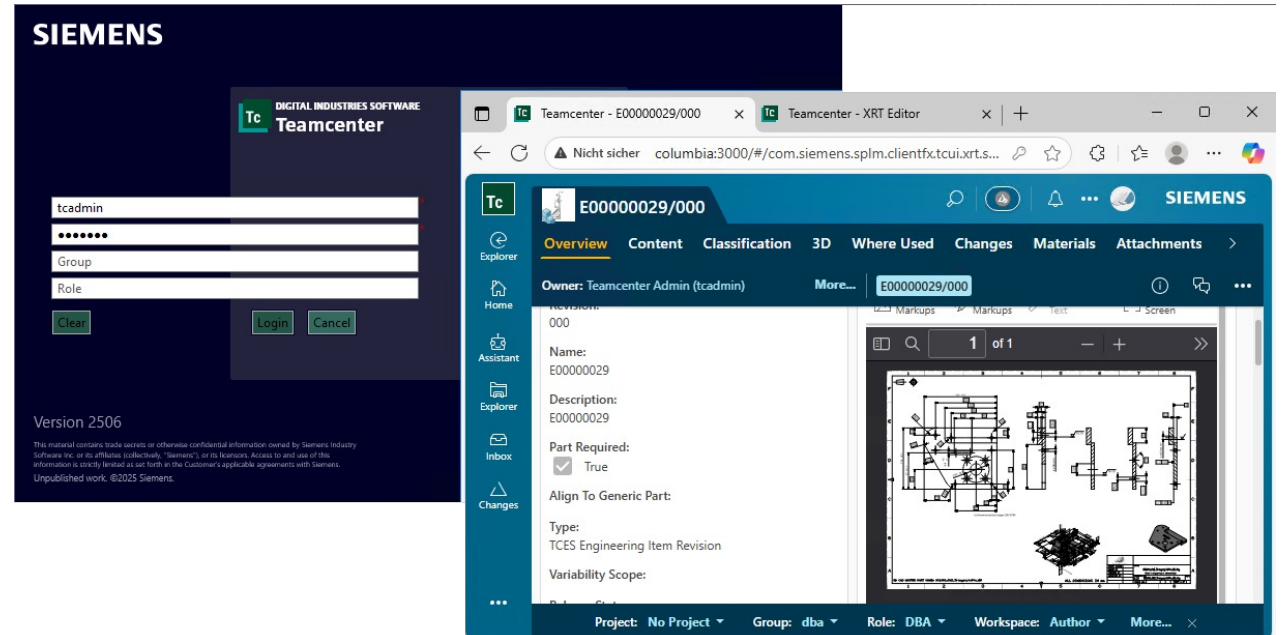 SIEMENS
Tc
DIGITAL INDUSTRIES SOFTWARE
Teamcenter
tcadmin
Group
Role
Clear
Login
Cancel
Version 2506
This material contains trade secrets or otherwise confidential information owned by Siemens Industry
Software Inc. or its affiliates (collectively, "Siemens"), or its licensors. Access to and use of this
information is strictly limited as set forth in the Customer's applicable agreements with Siemens.
Unpublished work. ©2025 Siemens.
Tc Teamcenter - E00000029/000
Tc Teamcenter - XRT Editor
Nicht sicher columbia:3000/#/com.siemens.splm.clientfx.tcui.xrt.s...
Tc
E00000029/000
SIEMENS
Explorer
Home
Assistant
Explorer
Inbox
Changes
Overview Content Classification 3D Where Used Changes Materials Attachments
Owner: Teamcenter Admin (tcadmin) More... E00000029/000
Revision:
000
Name:
E00000029
Description:
E00000029
Part Required:
True
Align To Generic Part:
Type:
TCES Engineering Item Revision
Variability Scope:
Markups Markups Text Screen
1 of 1
Project: No Project Group: dba Role: DBA Workspace: Author More...